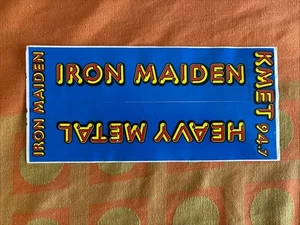 IRON MAIDEN
IRON MAIDEN
HEAVY METAL
KMET 94.7